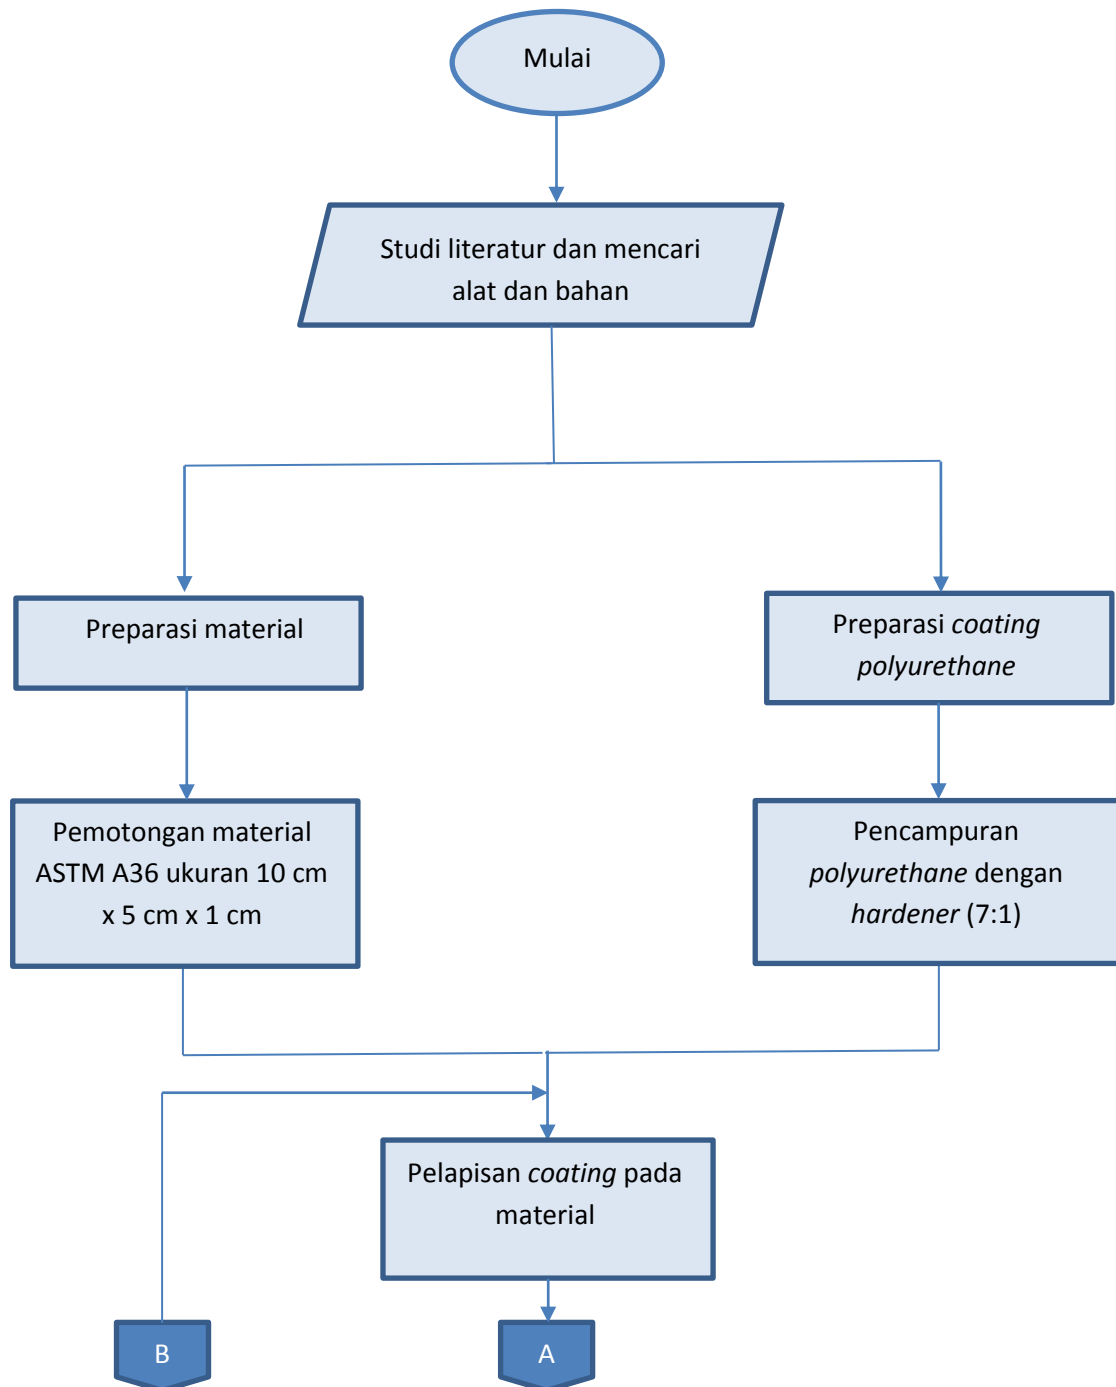 Mulai
Studi literatur dan mencari
alat dan bahan
Preparasi material
Preparasi coating
polyurethane
Pemotongan material
ASTM A36 ukuran 10 cm
x 5 cm x 1 cm
Pencampuran
polyurethane dengan
hardener (7:1)
Pelapisan coating pada
material
B
A